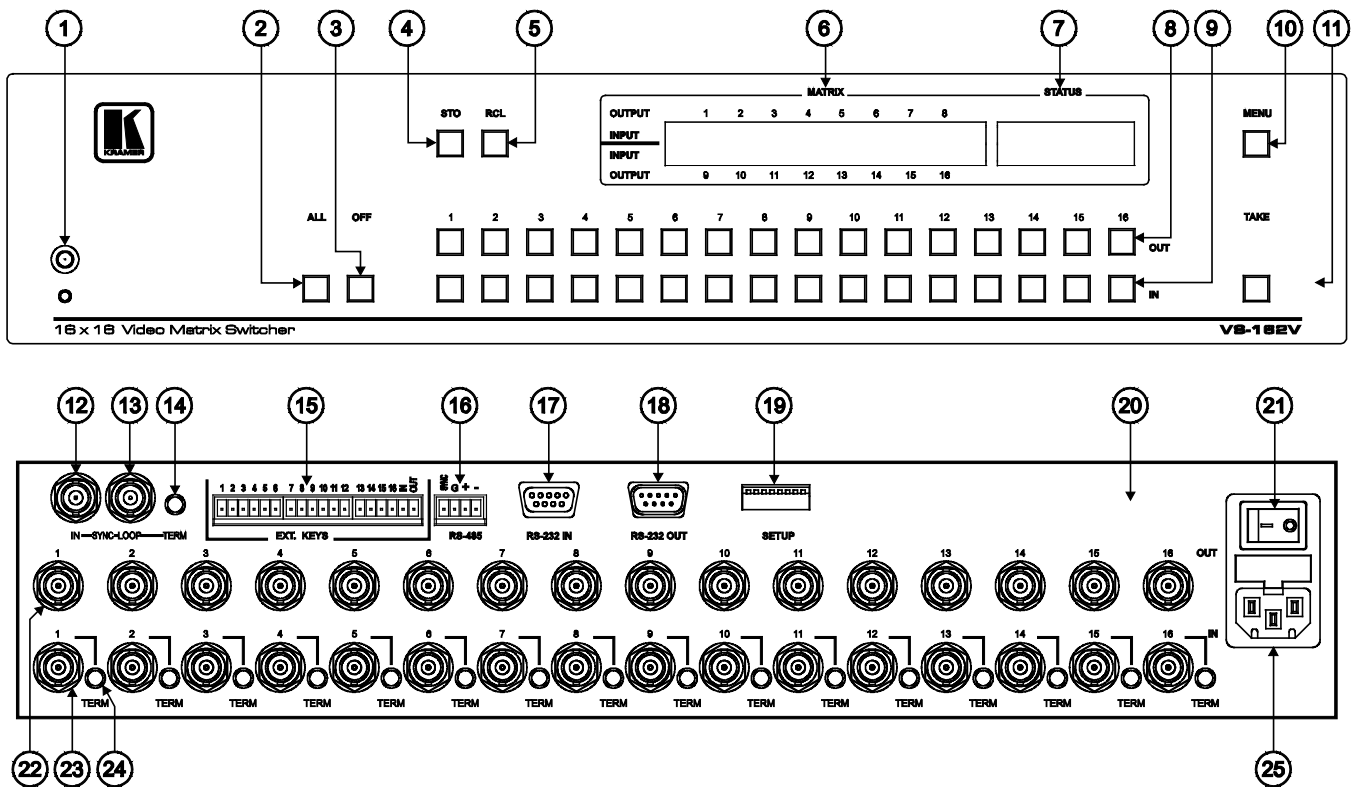 1 2 3 4 5 6 7 8 9 10 11
MATRIX STATUS
STO RCL OUTPUT 1 2 3 4 5 6 7 8 MENU
INPUT
K
KRAMER
INPUT
OUTPUT 9 10 11 12 13 14 15 16
ALL OFF 1 2 3 4 5 6 7 8 9 10 11 12 13 14 15 16 TAKE
OUT
IN
16 x 16 Video Matrix Switcher VS-162V
12 13 14 15 16 17 18 19 20 21
1 2 3 4 5 6 7 8 9 10 11 12 13 14 15 16 IN OUT SYNC G + -
IN SYNC LOOP TERM EXT. KEYS RS-485 RS-232 IN RS-232 OUT SETUP
1 2 3 4 5 6 7 8 9 10 11 12 13 14 15 16 OUT
1 2 3 4 5 6 7 8 9 10 11 12 13 14 15 16 IN
TERM TERM TERM TERM TERM TERM TERM TERM TERM TERM TERM TERM TERM TERM TERM TERM
22 23 24 25